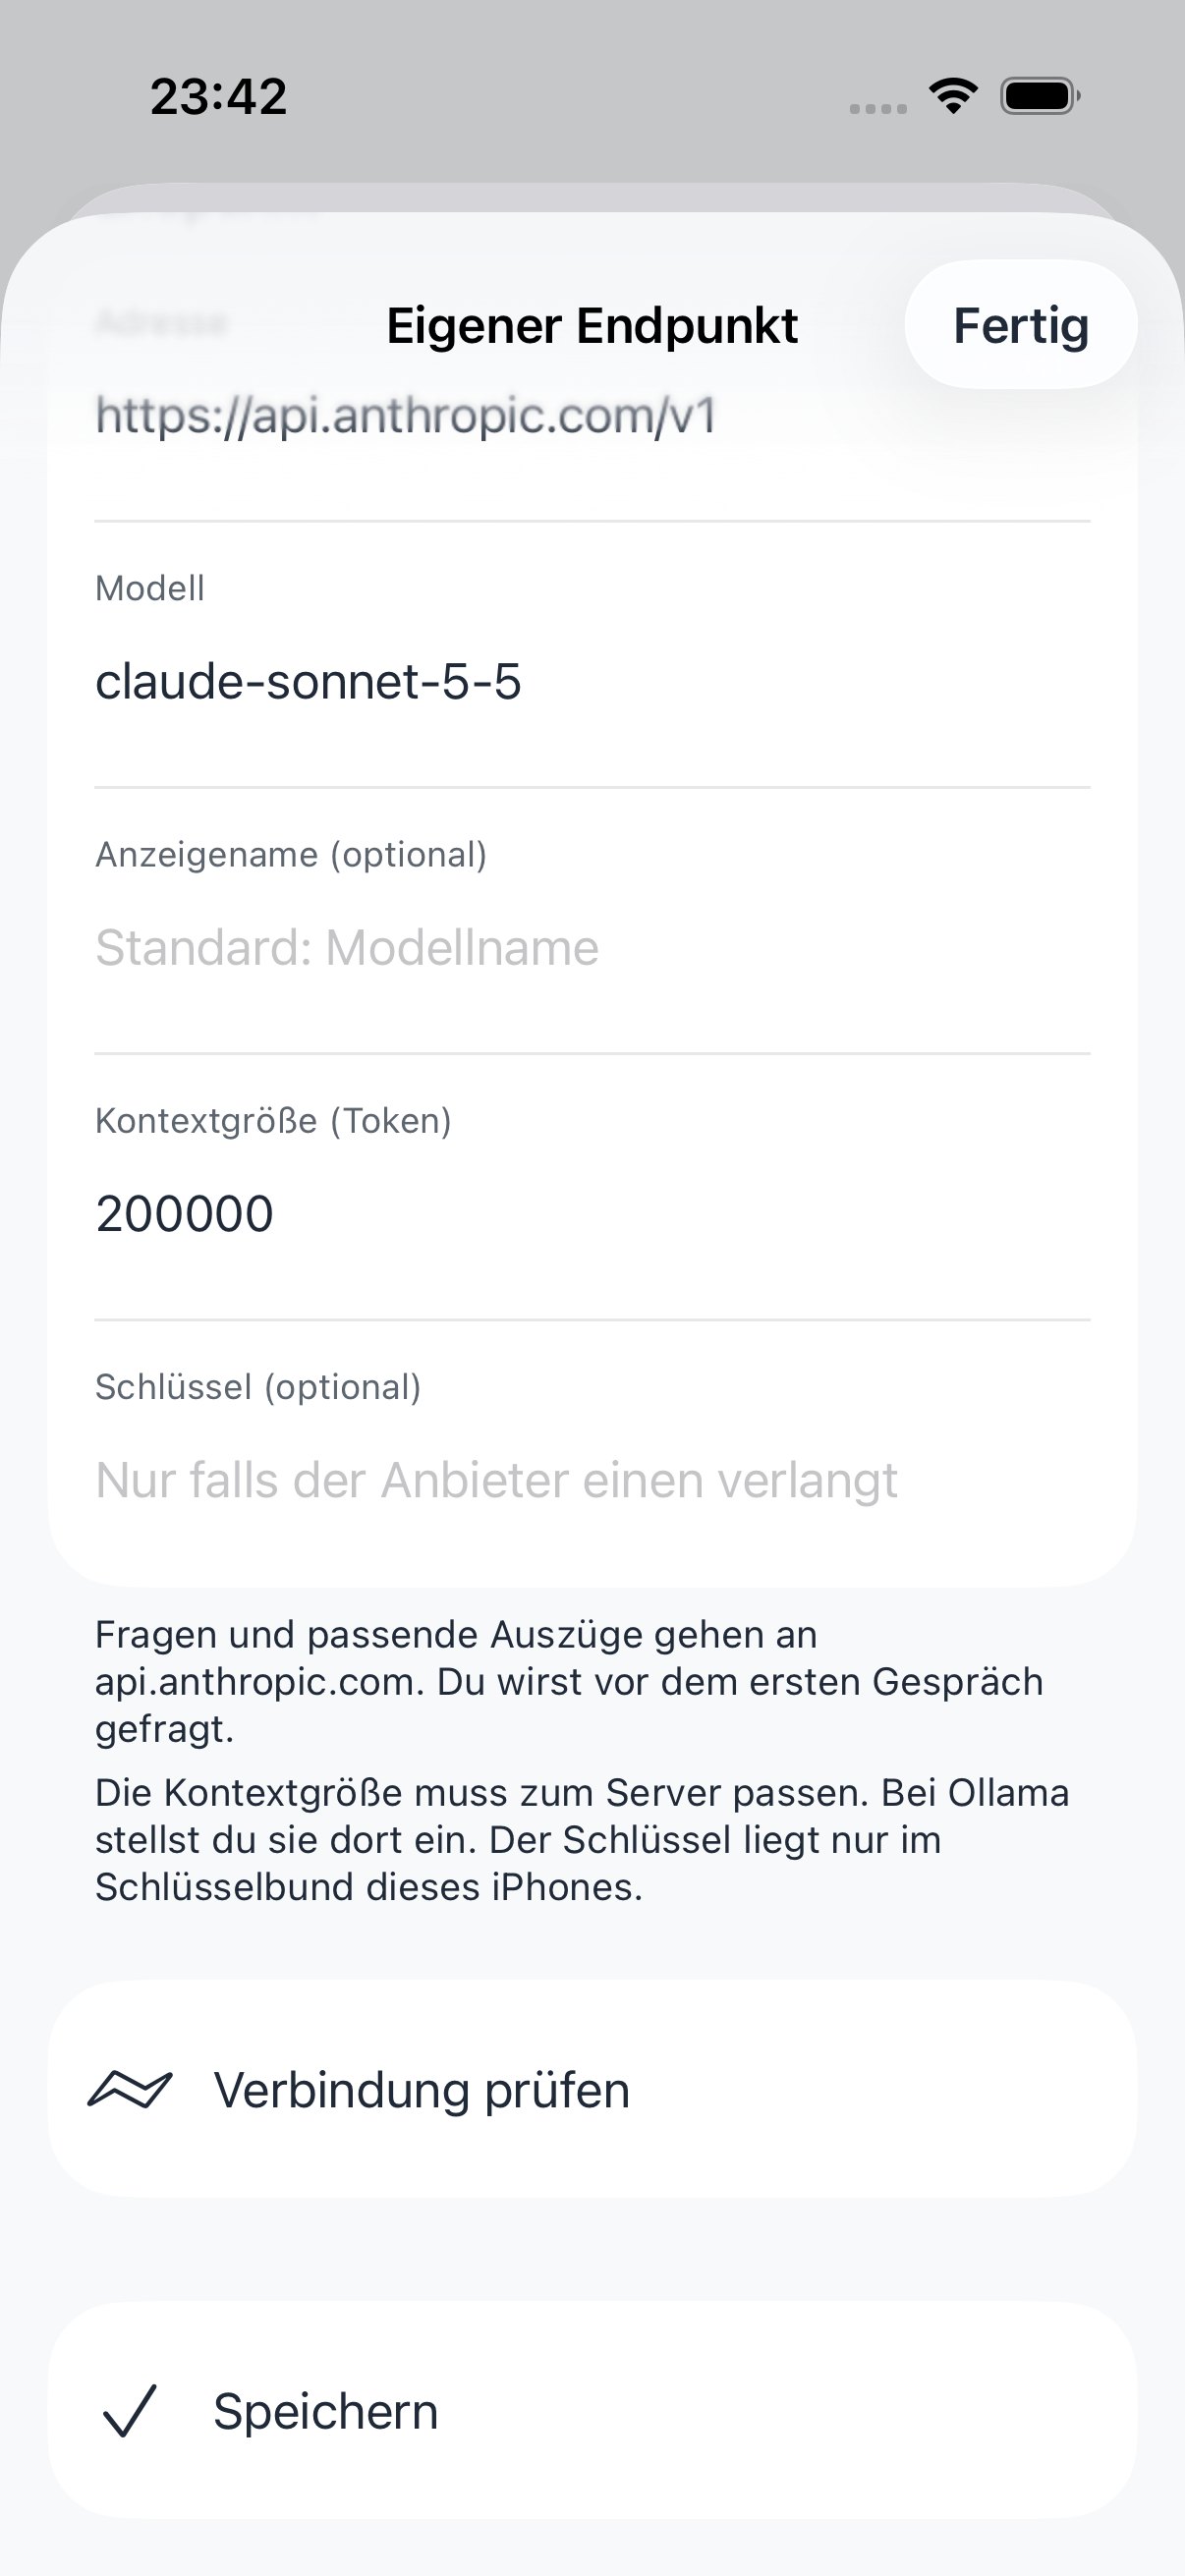 23:42
Eigener Endpunkt
Fertig
Adresse
https://api.anthropic.com/v1
Modell
claude-sonnet-5-5
Anzeigename (optional)
Standard: Modellname
Kontextgröße (Token)
200000
Schlüssel (optional)
Nur falls der Anbieter einen verlangt
Fragen und passende Auszüge gehen an
api.anthropic.com. Du wirst vor dem ersten Gespräch
gefragt.
Die Kontextgröße muss zum Server passen. Bei Ollama
stellst du sie dort ein. Der Schlüssel liegt nur im
Schlüsselbund dieses iPhones.
Verbindung prüfen
Speichern